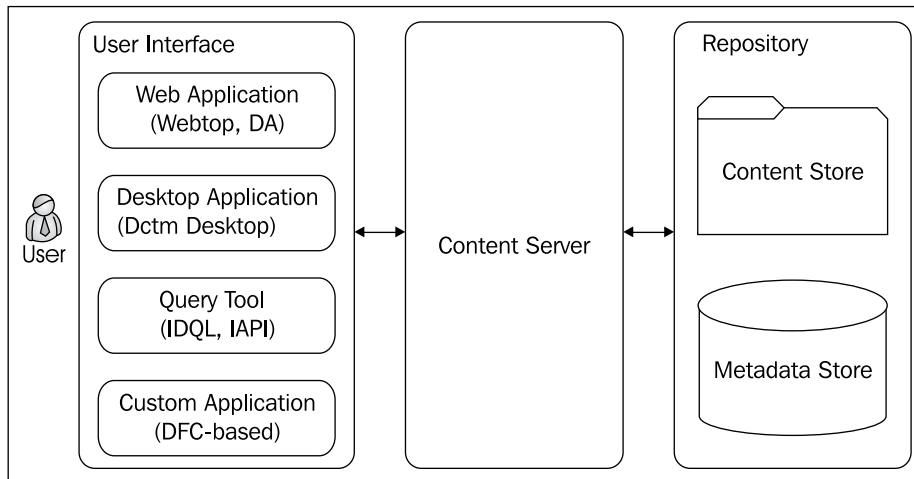 User
User Interface
Web Application
(Webtop, DA)
Desktop Application
(Dctm Desktop)
Query Tool
(IDQL, IAPI)
Custom Application
(DFC-based)
Content Server
Repository
Content Store
Metadata Store